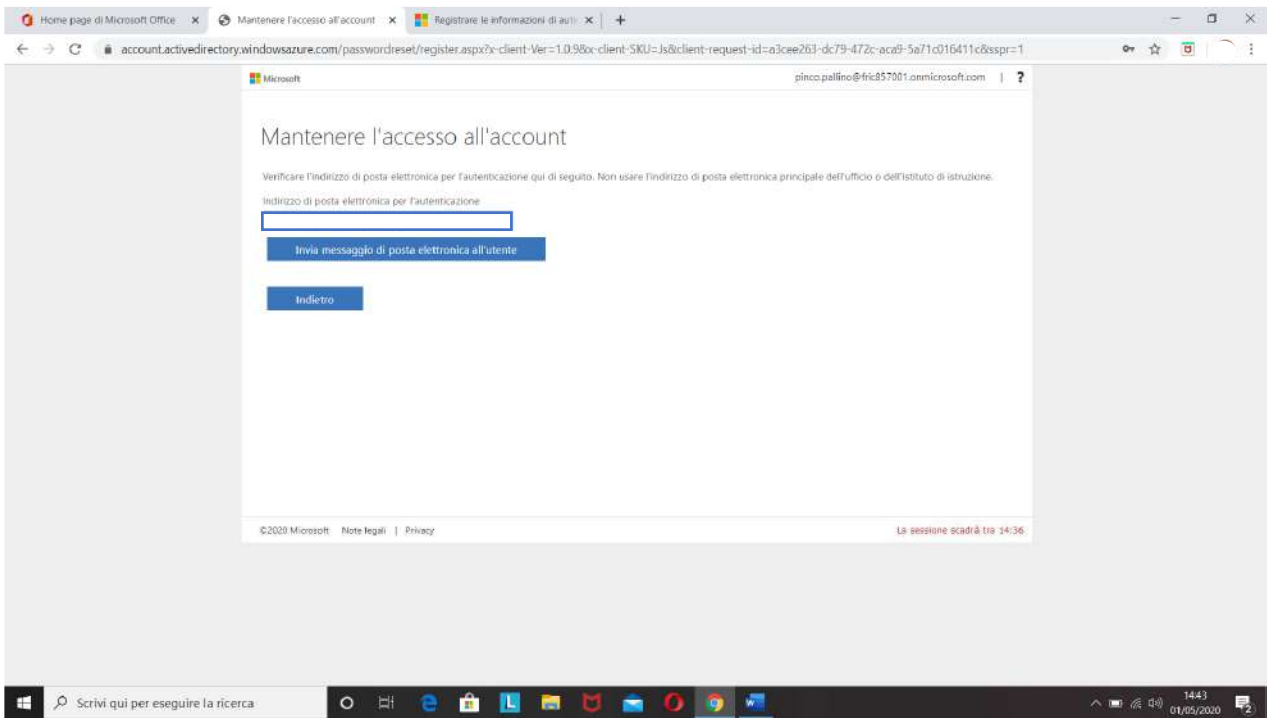 Home page di Microsoft Office
Mantenere l'accesso all'account
Registrare le informazioni di aute
account.activedirectory.windowsazure.com/passwordreset/register.aspx?x-client-Ver=1.0.9&x-client-SKU=Js&client-request-id=a3cee263-dc79-472c-aca9-5a71c016411c&sspr=1
Microsoft
pinco.pallino@fric857001.onmicrosoft.com | ?
Mantenere l'accesso all'account
Verificare l'indirizzo di posta elettronica per l'autenticazione qui di seguito. Non usare l'indirizzo di posta elettronica principale dell'ufficio o dell'istituto di istruzione.
Indirizzo di posta elettronica per l'autenticazione
Invia messaggio di posta elettronica all'utente
Indietro
©2020 Microsoft Note legali | Privacy
La sessione scadrà tra 14:36
Scrivi qui per eseguire la ricerca
14:43
01/05/2020